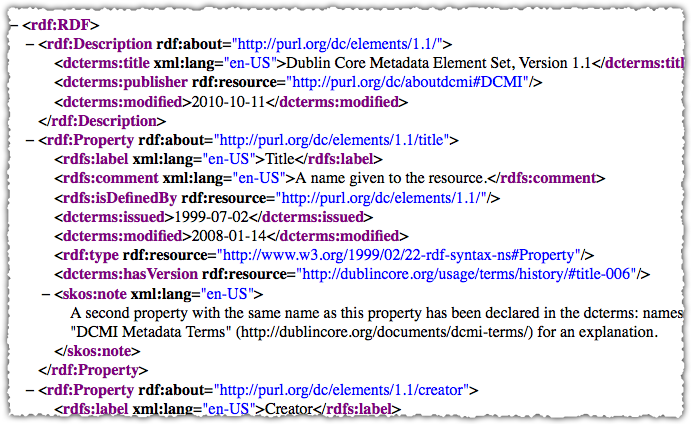 − <rdf:RDF>
− <rdf:Description rdf:about="http://purl.org/dc/elements/1.1/">
<dcterms:title xml:lang="en-US">Dublin Core Metadata Element Set, Version 1.1</dcterms:titl
<dcterms:publisher rdf:resource="http://purl.org/dc/aboutdcmi#DCMI"/>
<dcterms:modified>2010-10-11</dcterms:modified>
</rdf:Description>
− <rdf:Property rdf:about="http://purl.org/dc/elements/1.1/title">
<rdfs:label xml:lang="en-US">Title</rdfs:label>
<rdfs:comment xml:lang="en-US">A name given to the resource.</rdfs:comment>
<rdfs:isDefinedBy rdf:resource="http://purl.org/dc/elements/1.1/"/>
<dcterms:issued>1999-07-02</dcterms:issued>
<dcterms:modified>2008-01-14</dcterms:modified>
<rdf:type rdf:resource="http://www.w3.org/1999/02/22-rdf-syntax-ns#Property"/>
<dcterms:hasVersion rdf:resource="http://dublincore.org/usage/terms/history/#title-006"/>
− <skos:note xml:lang="en-US">
A second property with the same name as this property has been declared in the dcterms: names
"DCMI Metadata Terms" (http://dublincore.org/documents/dcmi-terms/) for an explanation.
</skos:note>
</rdf:Property>
− <rdf:Property rdf:about="http://purl.org/dc/elements/1.1/creator">
<rdfs:label xml:lang="en-US">Creator</rdfs:label>